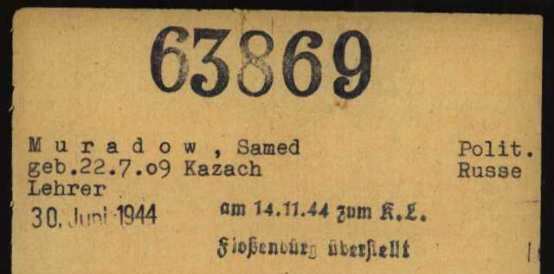 63869
Muradow, Samed Polit.
geb.22.7.09 Kazach Russe
Lehrer
30. Juni 1944 am 14.11.44 zum K.L.
Floßenbürg überstellt